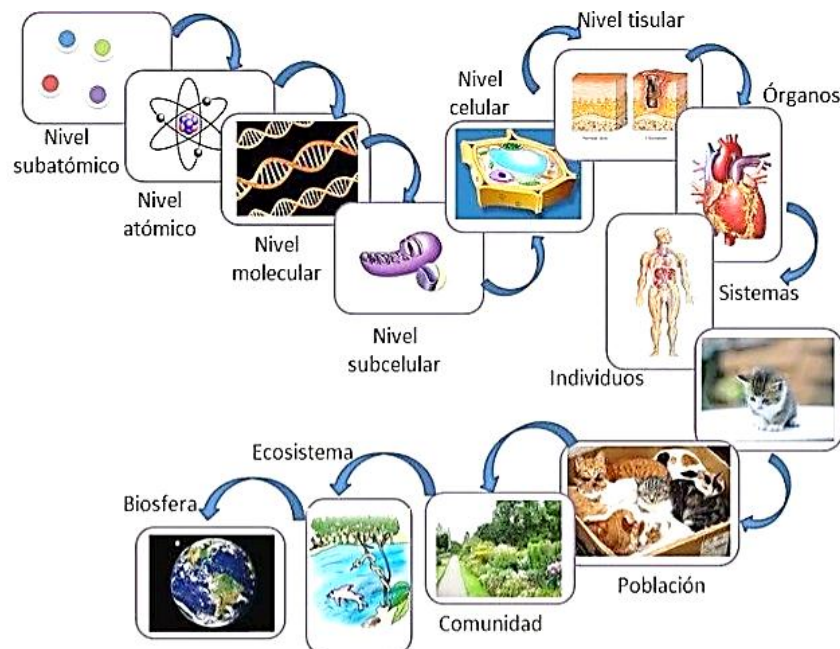 Nivel
subatómico
Nivel
atómico
Nivel
molecular
Nivel
subcelular
Nivel
celular
Nivel tisular
Órganos
Sistemas
Individuos
Población
Comunidad
Ecosistema
Biosfera